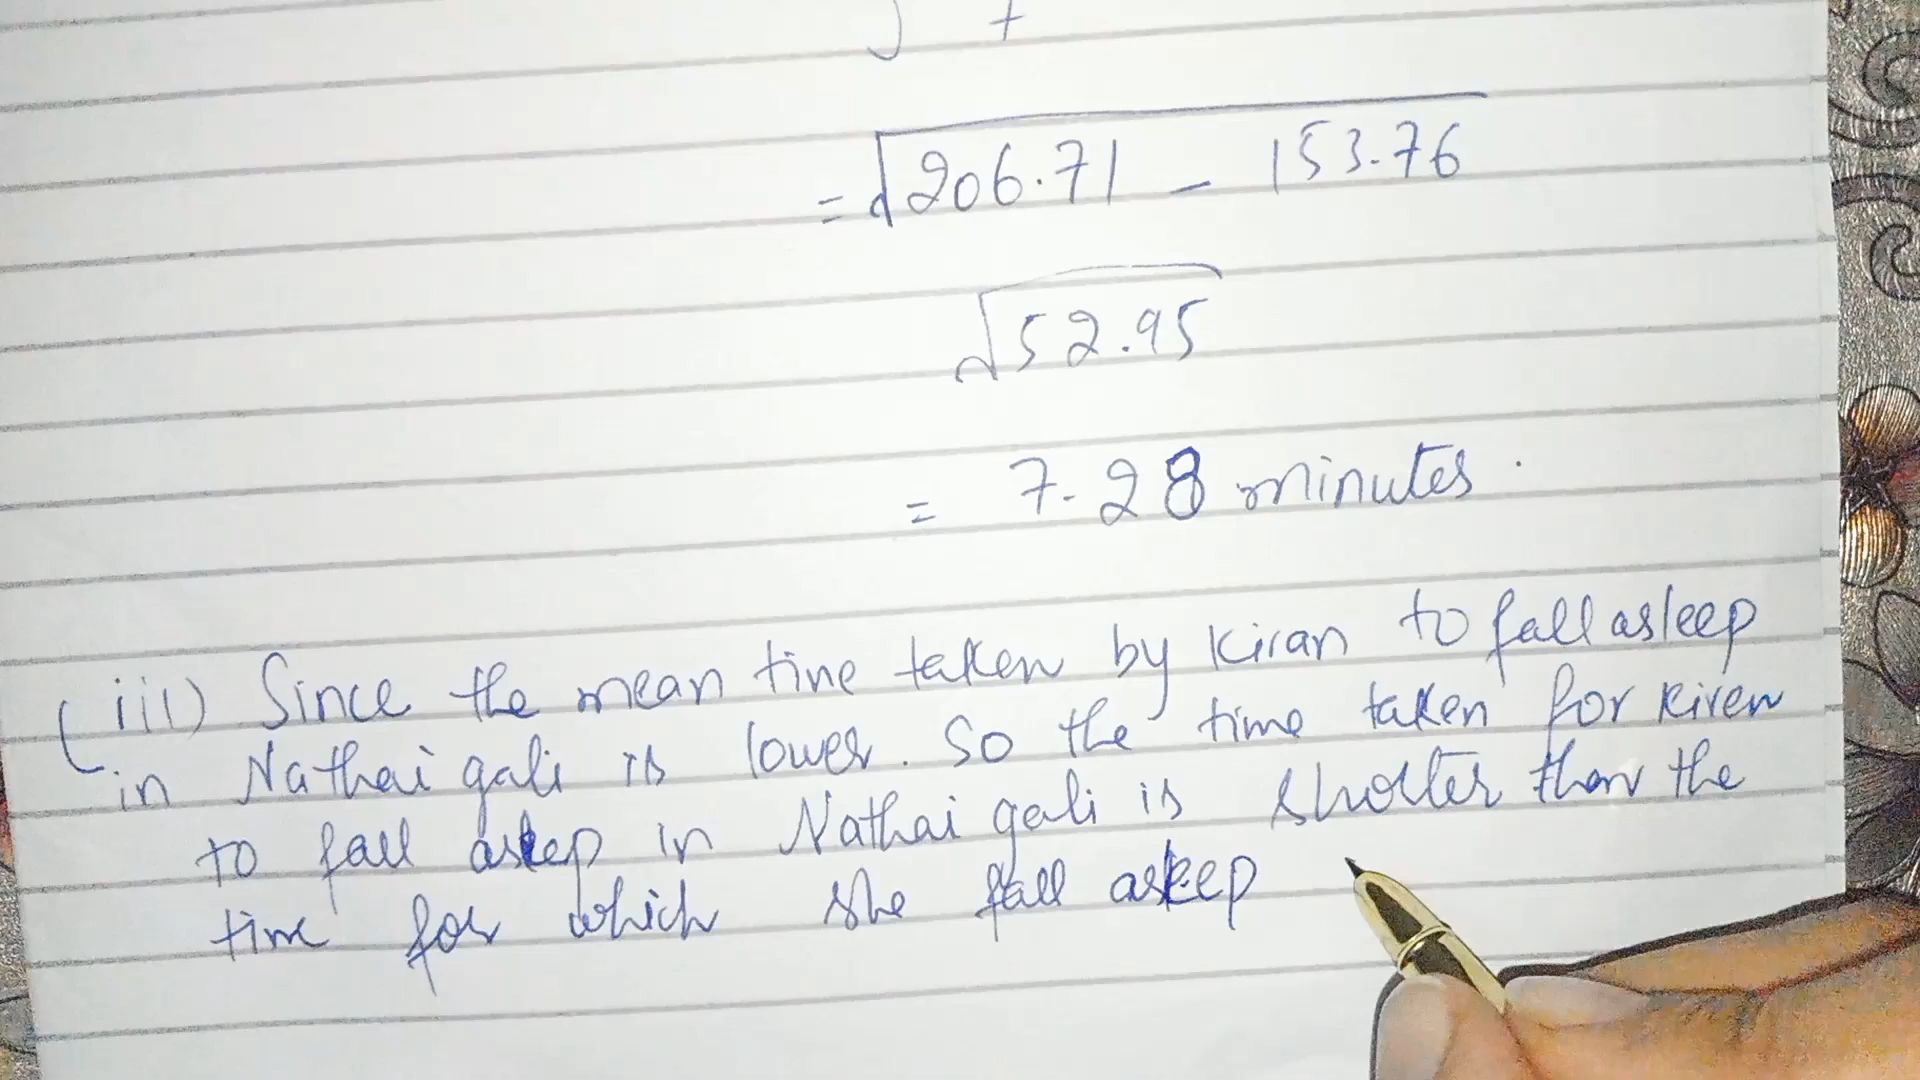 7
= √206.71 - 153.76
√52.95
= 7.28 minutes.
(iii) Since the mean time taken by Kiran to fall asleep
in Nathai gali is lower. So the time taken for Kiren
to fall asleep in Nathai gali is shorter than the
time for which she fall asleep